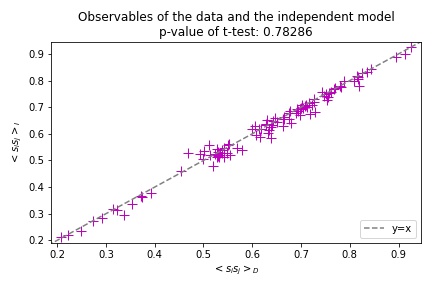 Observables of the data and the independent model
p-value of t-test: 0.78286
< s_i s_j >_I
0.9
0.8
0.7
0.6
0.5
0.4
0.3
0.2
y=x
0.2 0.3 0.4 0.5 0.6 0.7 0.8 0.9
< s_i s_j >_D